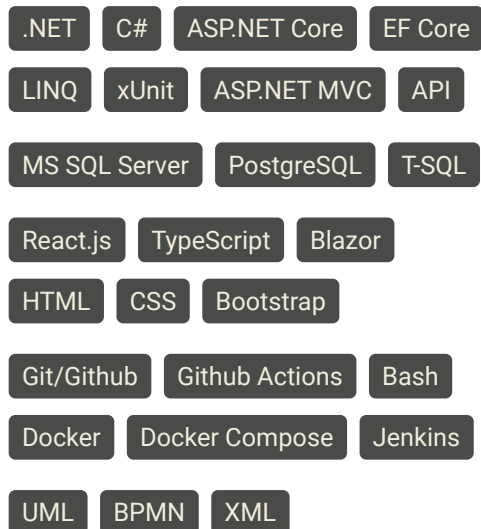 .NET C# ASP.NET Core EF Core
LINQ xUnit ASP.NET MVC API
MS SQL Server PostgreSQL T-SQL
React.js TypeScript Blazor
HTML CSS Bootstrap
Git/Github Github Actions Bash
Docker Docker Compose Jenkins
UML BPMN XML